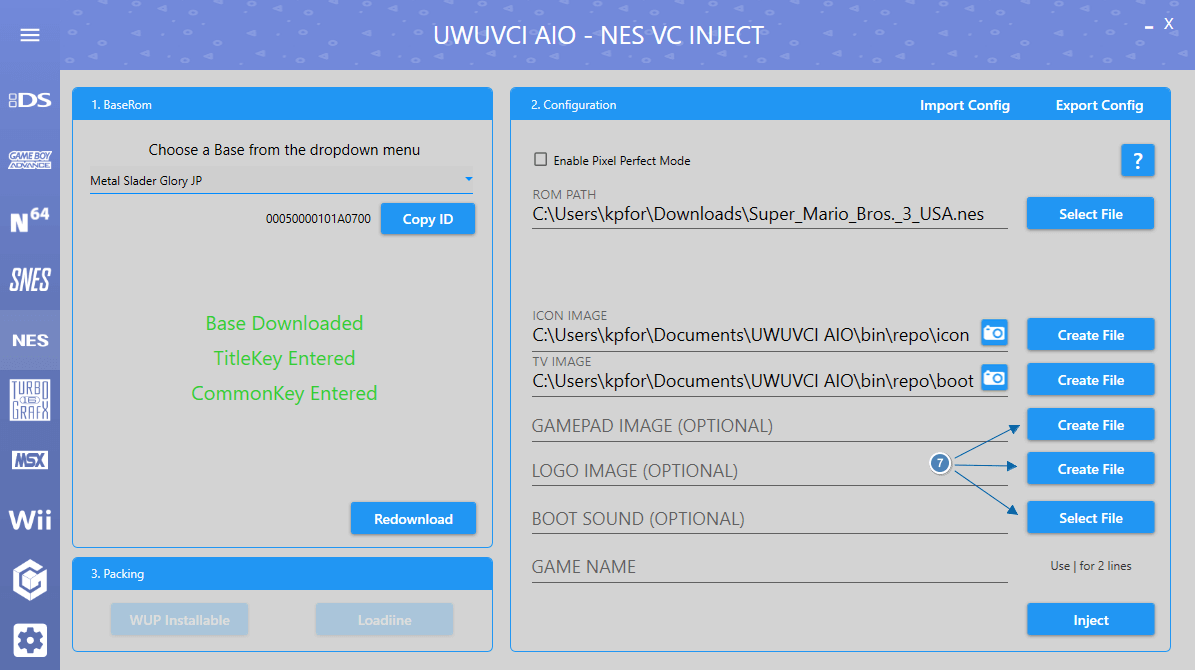 UWUVCI AIO - NES VC INJECT
X
DS
GAME BOY ADVANCE
N64
SNES
NES
TURBO GRAFX 16
MSX
Wii
1. BaseRom
Choose a Base from the dropdown menu
Metal Slader Glory JP
00050000101A0700
Copy ID
Base Downloaded
TitleKey Entered
CommonKey Entered
Redownload
3. Packing
WUP Installable
Loadiine
2. Configuration
Import Config
Export Config
Enable Pixel Perfect Mode
?
ROM PATH
C:\Users\kpfor\Downloads\Super_Mario_Bros._3_USA.nes
Select File
ICON IMAGE
C:\Users\kpfor\Documents\UWUVCI AIO\bin\repo\icon
Create File
TV IMAGE
C:\Users\kpfor\Documents\UWUVCI AIO\bin\repo\boot
Create File
GAMEPAD IMAGE (OPTIONAL)
Create File
7
LOGO IMAGE (OPTIONAL)
Create File
BOOT SOUND (OPTIONAL)
Select File
GAME NAME
Use | for 2 lines
Inject